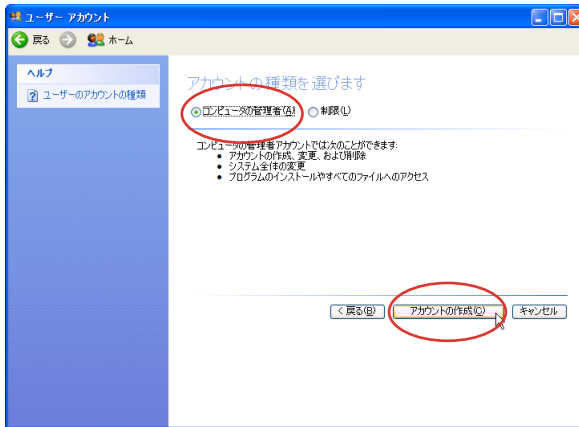 ユーザー アカウント
戻る ホーム
ヘルプ
ユーザーのアカウントの種類
アカウントの種類を選びます
コンピュータの管理者(A) 制限(L)
コンピュータの管理者アカウントでは次のことができます:
アカウントの作成、変更、および削除
システム全体の変更
プログラムのインストールやすべてのファイルへのアクセス
< 戻る(B) アカウントの作成(C) キャンセル